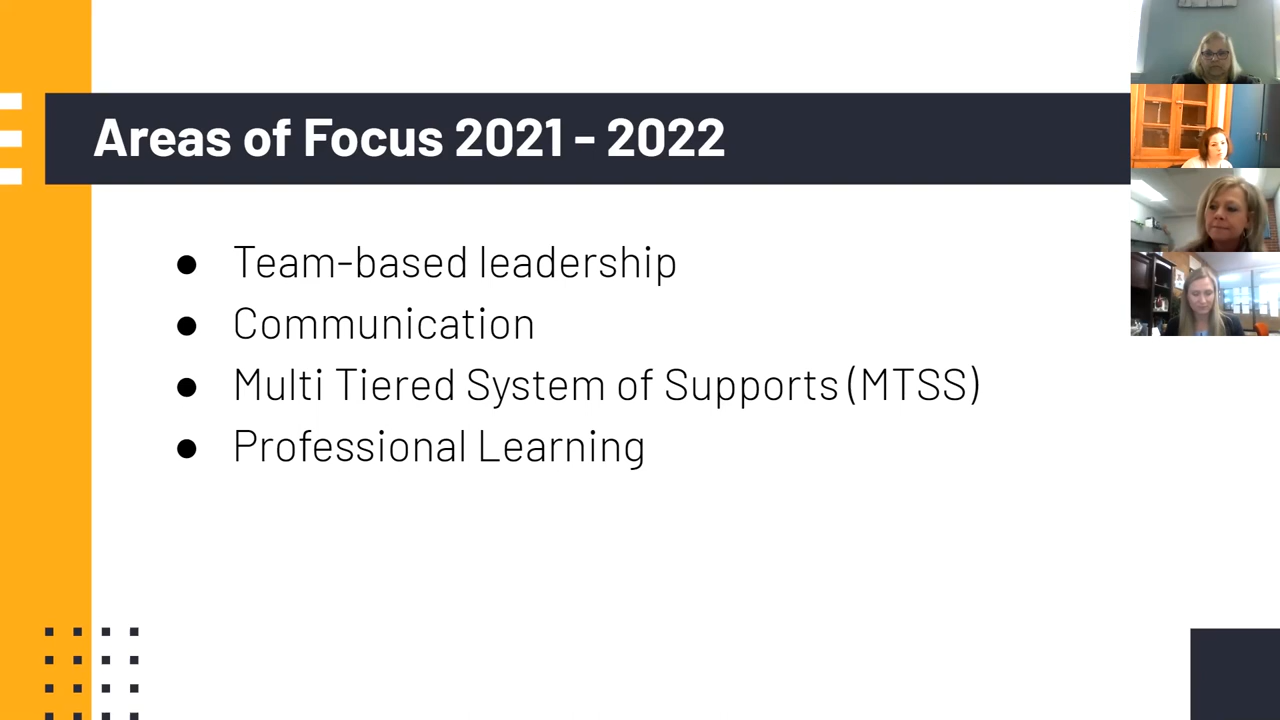 Areas of Focus 2021 - 2022
● Team-based leadership
● Communication
● Multi Tiered System of Supports (MTSS)
● Professional Learning